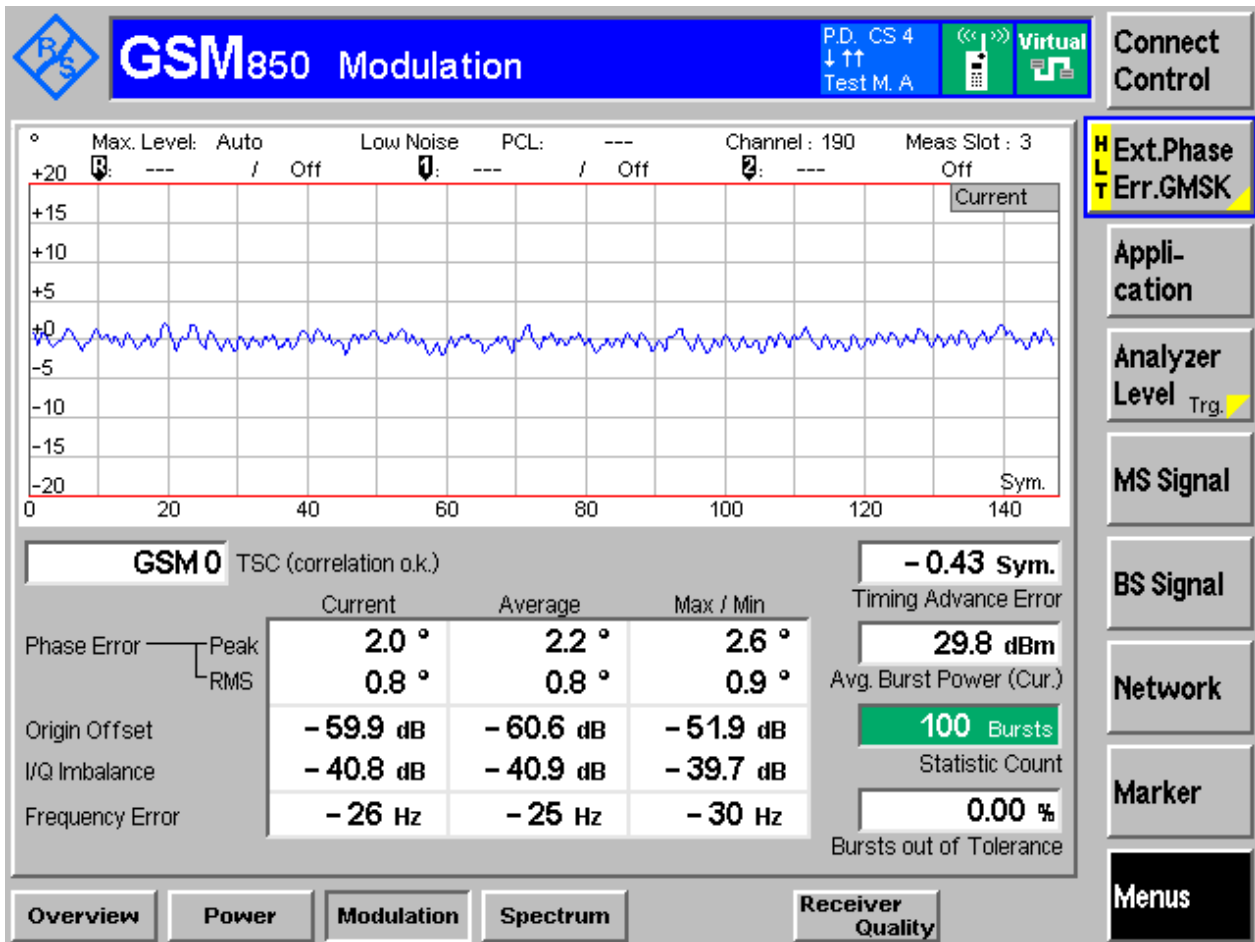 R/S
GSM850 Modulation
P.D. CS 4
↓ ↑↑
Test M. A
Virtual
Connect Control
° Max. Level: Auto Low Noise PCL: --- Channel : 190 Meas Slot : 3
R: --- / Off 1: --- / Off 2: --- Off
Current
+20
+15
+10
+5
±0
-5
-10
-15
-20
Sym.
0 20 40 60 80 100 120 140
GSM 0 TSC (correlation o.k.)
Current Average Max / Min
Phase Error Peak 2.0 ° 2.2 ° 2.6 °
RMS 0.8 ° 0.8 ° 0.9 °
Origin Offset - 59.9 dB - 60.6 dB - 51.9 dB
I/Q Imbalance - 40.8 dB - 40.9 dB - 39.7 dB
Frequency Error - 26 Hz - 25 Hz - 30 Hz
- 0.43 Sym.
Timing Advance Error
29.8 dBm
Avg. Burst Power (Cur.)
100 Bursts
Statistic Count
0.00 %
Bursts out of Tolerance
HLT
Ext.Phase
Err.GMSK
Appli-
cation
Analyzer
Level Trg.
MS Signal
BS Signal
Network
Marker
Menus
Overview Power Modulation Spectrum Receiver
Quality